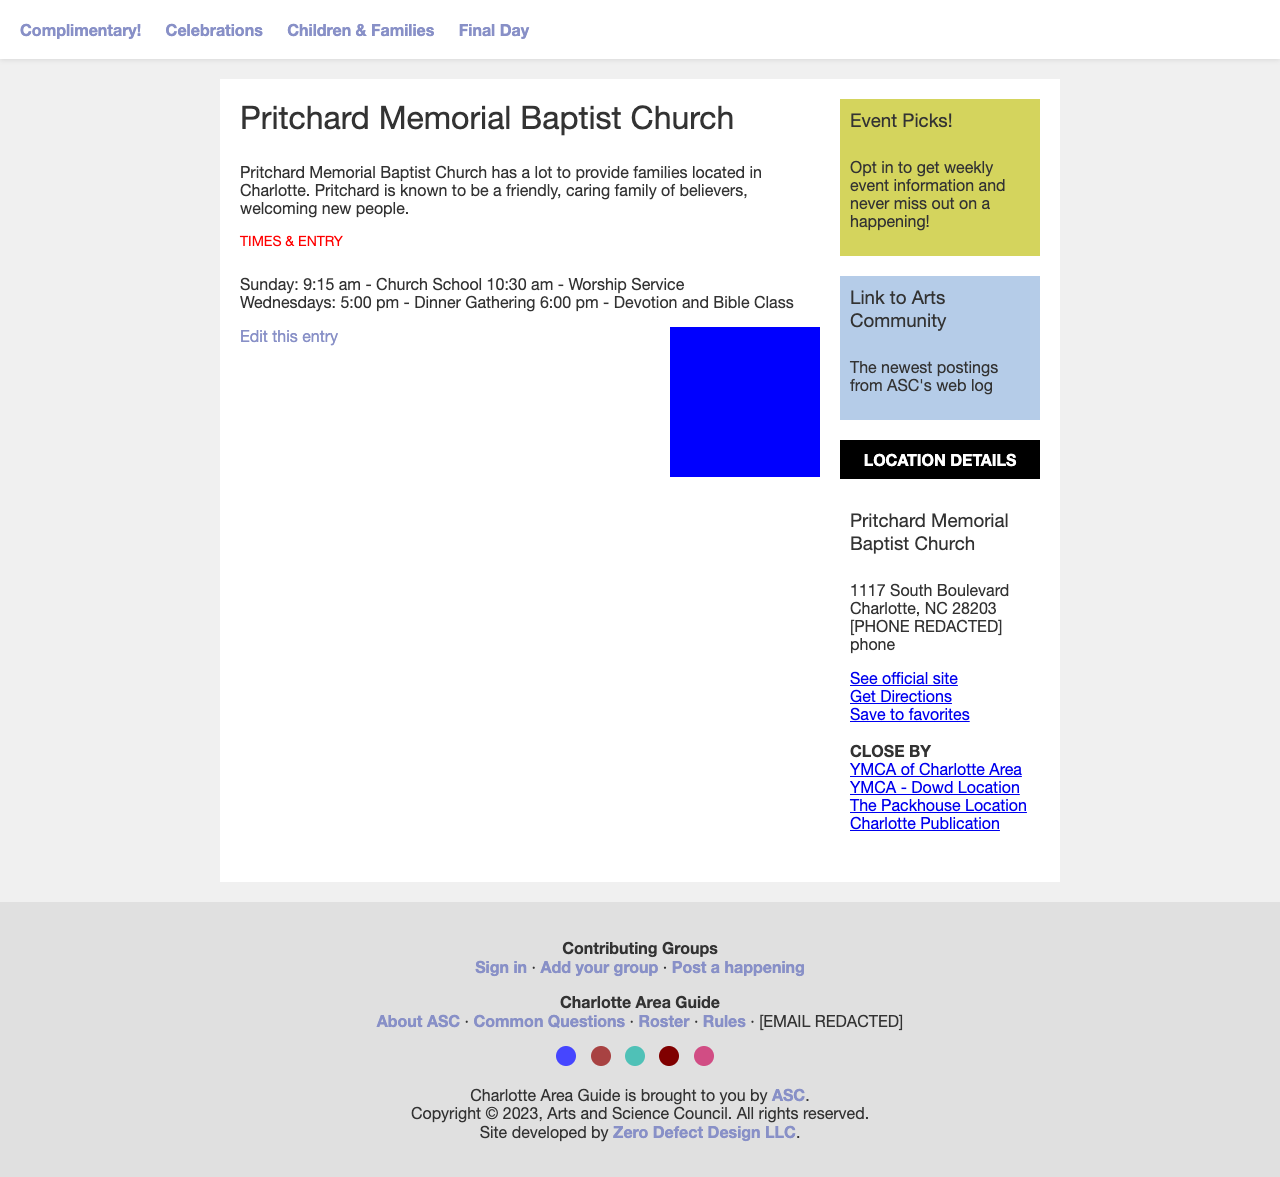 Complimentary! Celebrations Children & Families Final Day
Pritchard Memorial Baptist Church
Pritchard Memorial Baptist Church has a lot to provide families located in
Charlotte. Pritchard is known to be a friendly, caring family of believers,
welcoming new people.
TIMES & ENTRY
Sunday: 9:15 am - Church School 10:30 am - Worship Service
Wednesdays: 5:00 pm - Dinner Gathering 6:00 pm - Devotion and Bible Class
Edit this entry
Event Picks!
Opt in to get weekly
event information and
never miss out on a
happening!
Link to Arts
Community
The newest postings
from ASC's web log
LOCATION DETAILS
Pritchard Memorial
Baptist Church
1117 South Boulevard
Charlotte, NC 28203
[PHONE REDACTED]
phone
See official site
Get Directions
Save to favorites
CLOSE BY
YMCA of Charlotte Area
YMCA - Dowd Location
The Packhouse Location
Charlotte Publication
Contributing Groups
Sign in · Add your group · Post a happening
Charlotte Area Guide
About ASC · Common Questions · Roster · Rules · [EMAIL REDACTED]
Charlotte Area Guide is brought to you by ASC.
Copyright © 2023, Arts and Science Council. All rights reserved.
Site developed by Zero Defect Design LLC.